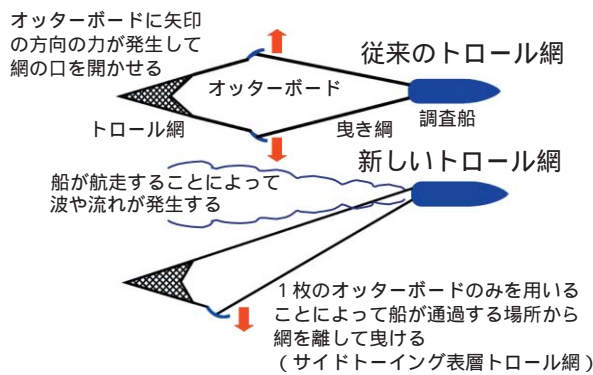 オッターボードに矢印
の方向の力が発生して
網の口を開かせる
従来のトロール網
オッターボード
トロール網
曳き綱
調査船
新しいトロール網
船が航走することによって
波や流れが発生する
１枚のオッターボードのみを用いる
ことによって船が通過する場所から
網を離して曳ける
（サイドトーイング表層トロール網）